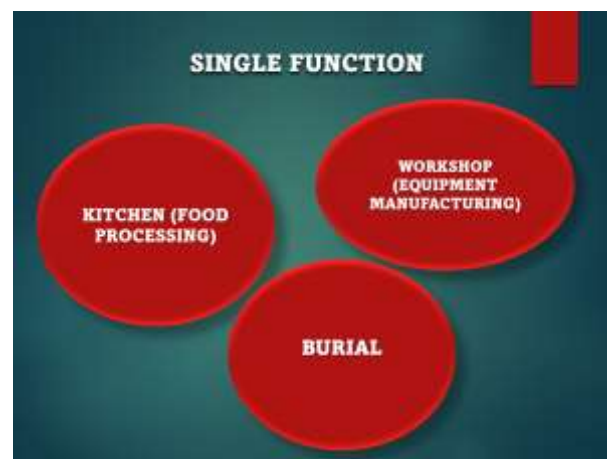 SINGLE FUNCTION
KITCHEN (FOOD
PROCESSING)
WORKSHOP
(EQUIPMENT
MANUFACTURING)
BURIAL